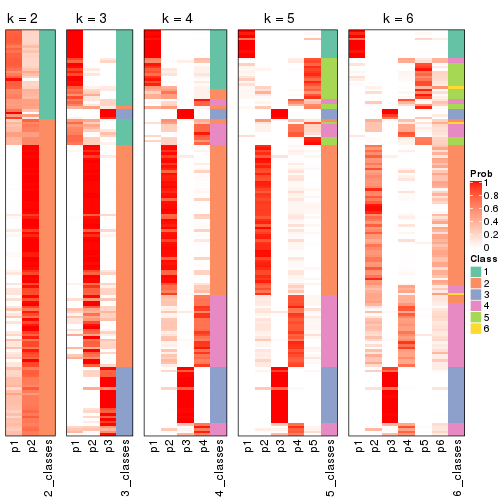 k = 2
k = 3
k = 4
k = 5
k = 6
p1
p2
2_classes
p1
p2
p3
3_classes
p1
p2
p3
p4
4_classes
p1
p2
p3
p4
p5
5_classes
p1
p2
p3
p4
p5
p6
6_classes
Prob
1
0.8
0.6
0.4
0.2
0
Class
1
2
3
4
5
6